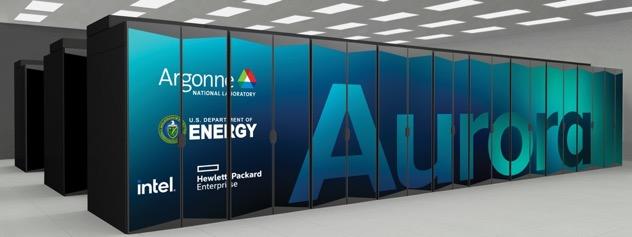 Argonne
NATIONAL LABORATORY
U.S. DEPARTMENT OF
ENERGY
intel.
Hewlett Packard
Enterprise
Aurora